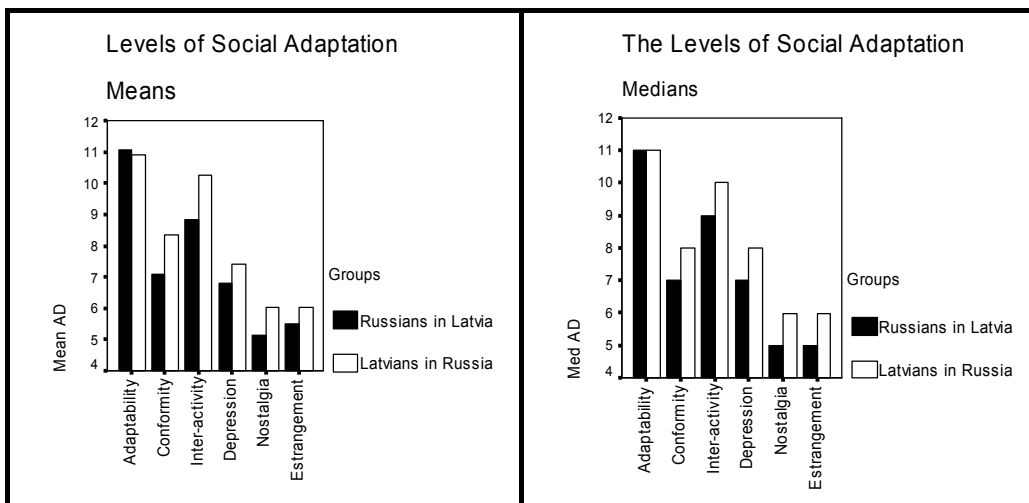 Levels of Social Adaptation
Means
12
11
10
9
8
7
6
5
4
Mean AD
Adaptability
Conformity
Inter-activity
Depression
Nostalgia
Estrangement
Groups
Russians in Latvia
Latvians in Russia
The Levels of Social Adaptation
Medians
12
11
10
9
8
7
6
5
4
Med AD
Adaptability
Conformity
Inter-activity
Depression
Nostalgia
Estrangement
Groups
Russians in Latvia
Latvians in Russia